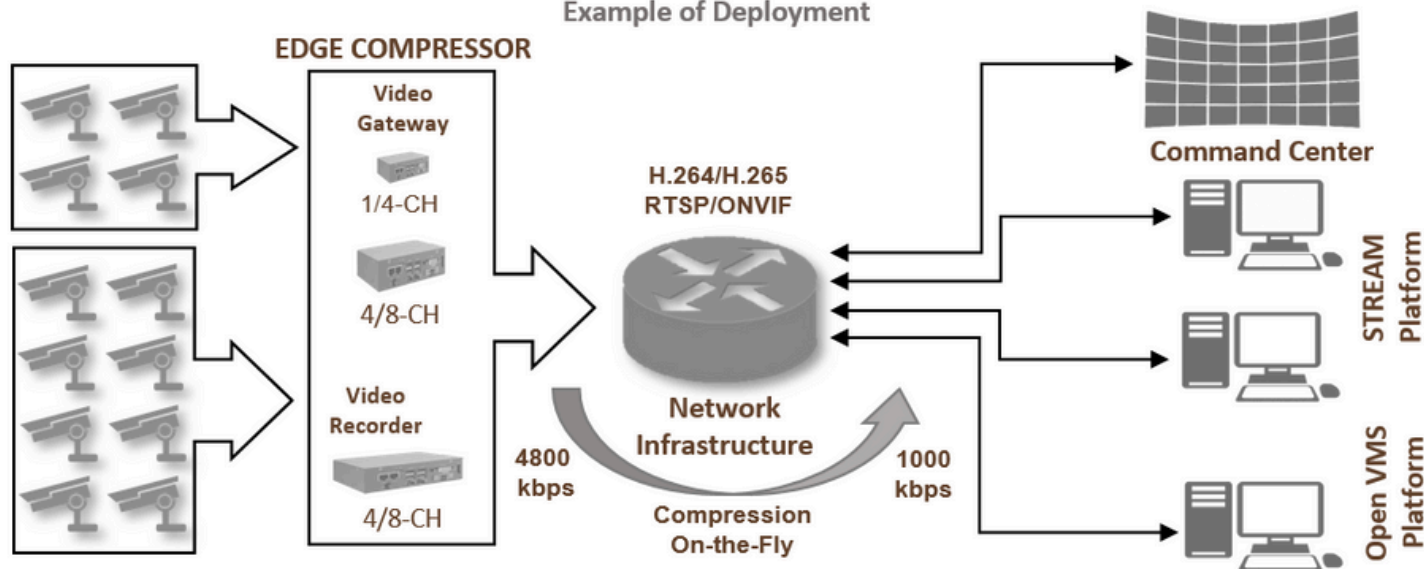 Example of Deployment
EDGE COMPRESSOR
Video
Gateway
1/4-CH
4/8-CH
Video
Recorder
4/8-CH
H.264/H.265
RTSP/ONVIF
Network
Infrastructure
4800
kbps
1000
kbps
Compression
On-the-Fly
Command Center
STREAM
Platform
Open VMS
Platform